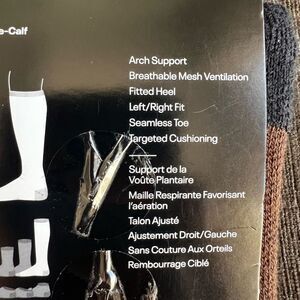 e-Calf
Arch Support
Breathable Mesh Ventilation
Fitted Heel
Left/Right Fit
Seamless Toe
Targeted Cushioning
Support de la
Voûte Plantaire
Maille Respirante Favorisant
l'aération
Talon Ajusté
Ajustement Droit/Gauche
Sans Couture Aux Orteils
Rembourrage Ciblé